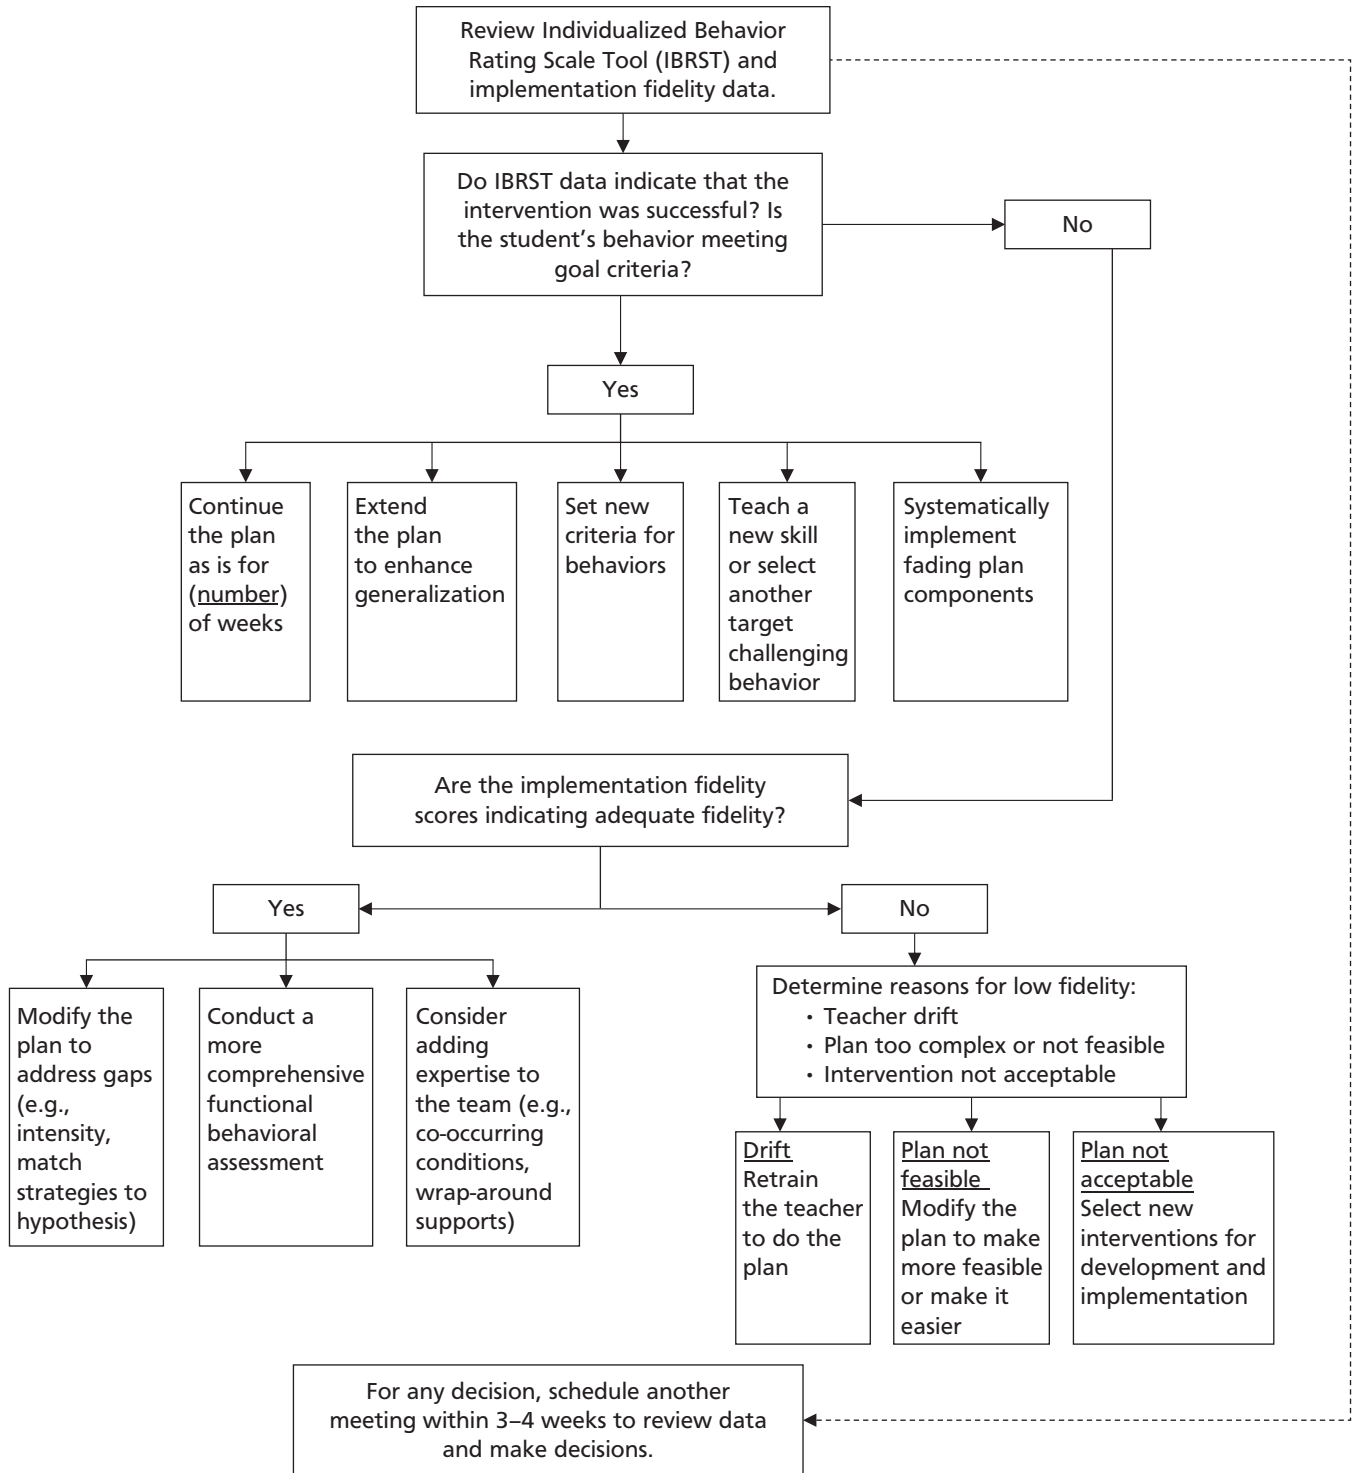 Review Individualized Behavior
Rating Scale Tool (IBRST) and
implementation fidelity data.
Do IBRST data indicate that the
intervention was successful? Is
the student’s behavior meeting
goal criteria?
No
Yes
Continue
the plan
as is for
(number)
of weeks
Extend
the plan
to enhance
generalization
Set new
criteria for
behaviors
Teach a
new skill
or select
another
target
challenging
behavior
Systematically
implement
fading plan
components
Are the implementation fidelity
scores indicating adequate fidelity?
Yes
No
Modify the
plan to
address gaps
(e.g.,
intensity,
match
strategies to
hypothesis)
Conduct a
more
comprehensive
functional
behavioral
assessment
Consider
adding
expertise to
the team (e.g.,
co-occurring
conditions,
wrap-around
supports)
Determine reasons for low fidelity:
• Teacher drift
• Plan too complex or not feasible
• Intervention not acceptable
Drift
Retrain
the teacher
to do the
plan
Plan not
feasible
Modify the
plan to make
more feasible
or make it
easier
Plan not
acceptable
Select new
interventions for
development and
implementation
For any decision, schedule another
meeting within 3–4 weeks to review data
and make decisions.